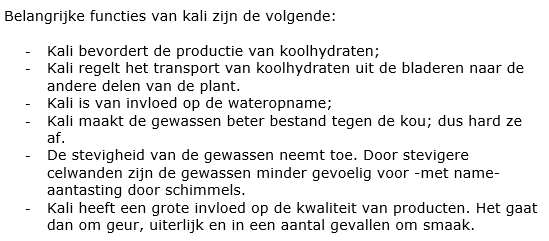 Belangrijke functies van kali zijn de volgende:
- Kali bevordert de productie van koolhydraten;
- Kali regelt het transport van koolhydraten uit de bladeren naar de
andere delen van de plant.
- Kali is van invloed op de wateropname;
- Kali maakt de gewassen beter bestand tegen de kou; dus hard ze
af.
- De stevigheid van de gewassen neemt toe. Door stevigere
celwanden zijn de gewassen minder gevoelig voor -met name-
aantasting door schimmels.
- Kali heeft een grote invloed op de kwaliteit van producten. Het gaat
dan om geur, uiterlijk en in een aantal gevallen om smaak.